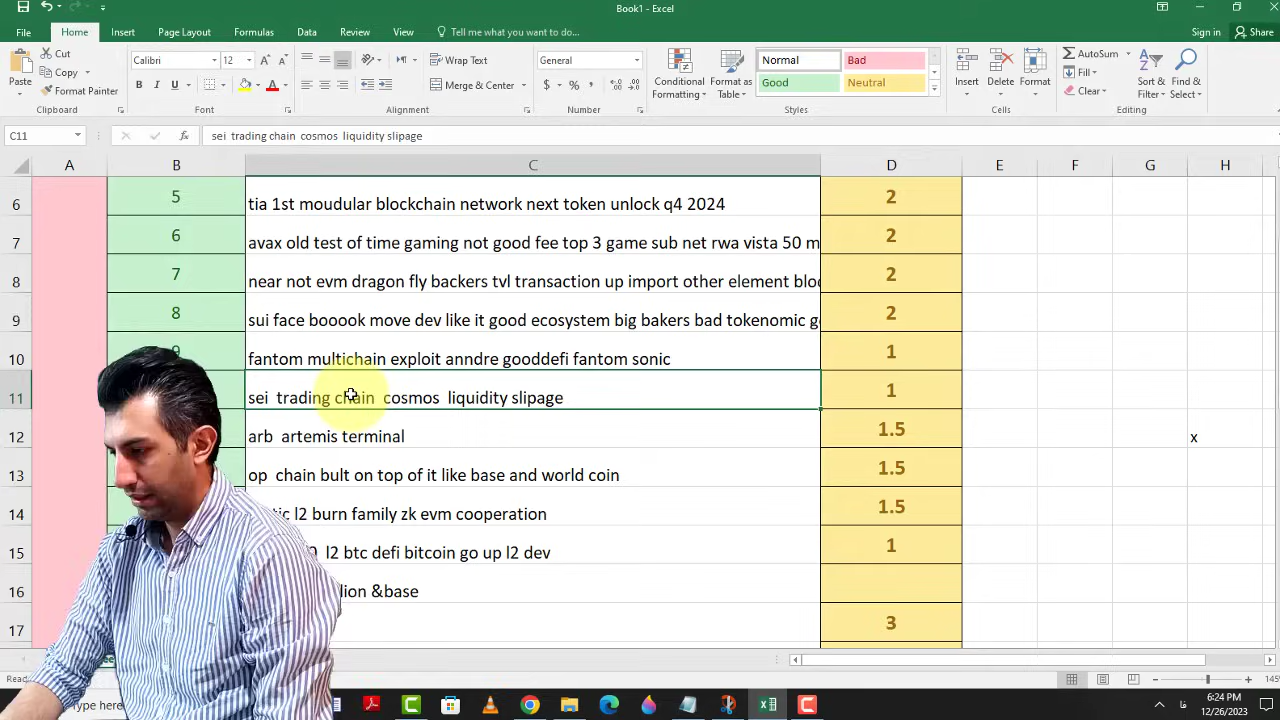 Book1 - Excel
File Home Insert Page Layout Formulas Data Review View Help Tell me what you want to do... Sign in Share
Paste Cut Copy Format Painter Clipboard
Calibri 12 B I U Font
Wrap Text Merge & Center Alignment
General $ % Number
Conditional Formatting Format as Table Normal Bad Good Neutral Styles
Insert Delete Format Cells
AutoSum Fill Clear Sort & Filter Find & Select Editing
C11 fx sei trading chain cosmos liquidity slipage
A B C D E F G H
6 5 tia 1st moudular blockchain network next token unlock q4 2024 2
7 6 avax old test of time gaming not good fee top 3 game sub net rwa vista 50 m 2
8 7 near not evm dragon fly backers tvl transaction up import other element 2
9 8 sui face booook move dev like it good ecosystem big bakers bad tokenomic 2
10 9 fantom multichain exploit anndre gooddefi fantom sonic 1
11 sei trading chain cosmos liquidity slipage 1
12 arb artemis terminal 1.5 x
13 op chain bult on top of it like base and world coin 1.5
14 l2 burn family zk evm cooperation 1.5
15 l2 btc defi bitcoin go up l2 dev 1
16 &base
17 3
6:24 PM
12/26/2023